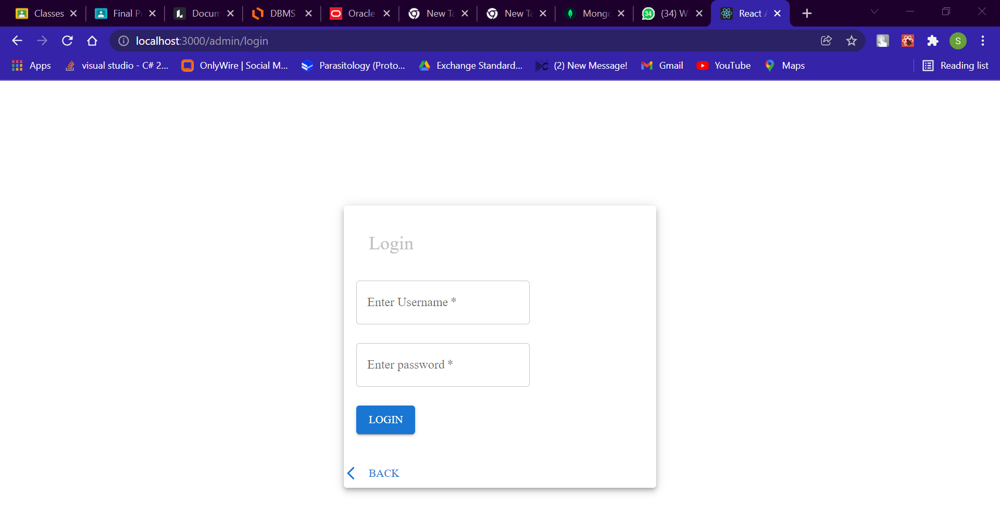 Classes Final P Docum DBMS Oracle New Ta New Ta Mongo 34 (34) W React A
localhost:3000/admin/login S
Apps visual studio - C# 2... OnlyWire | Social M... Parasitology (Proto... Exchange Standard... (2) New Message! Gmail YouTube Maps Reading list
Login
Enter Username *
Enter password *
LOGIN
BACK